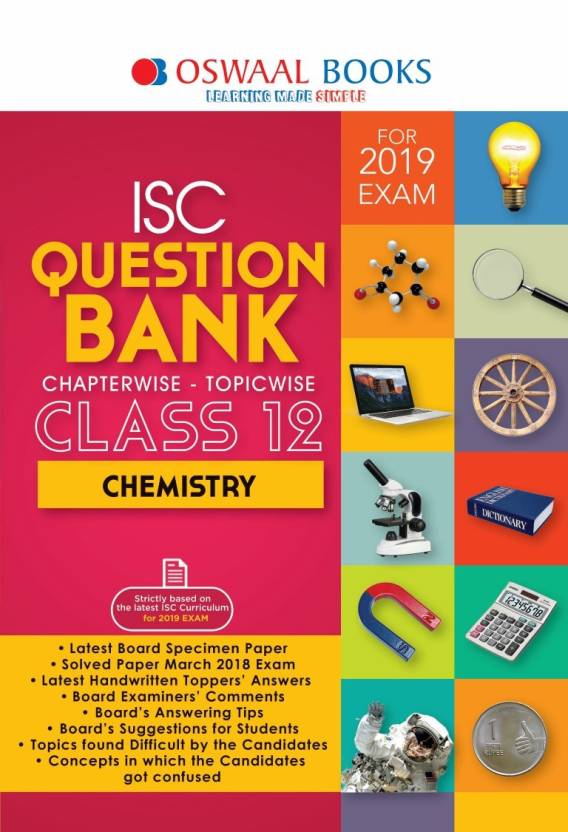 OSWAAL BOOKS
LEARNING MADE SIMPLE
FOR
2019
EXAM
ISC
QUESTION
BANK
CHAPTERWISE - TOPICWISE
CLASS 12
CHEMISTRY
Strictly based on
the latest ISC Curriculum
for 2019 EXAM
• Latest Board Specimen Paper
• Solved Paper March 2018 Exam
• Latest Handwritten Toppers' Answers
• Board Examiners' Comments
• Board's Answering Tips
• Board's Suggestions for Students
• Topics found Difficult by the Candidates
• Concepts in which the Candidates
got confused
DICTIONARY
12345678
1